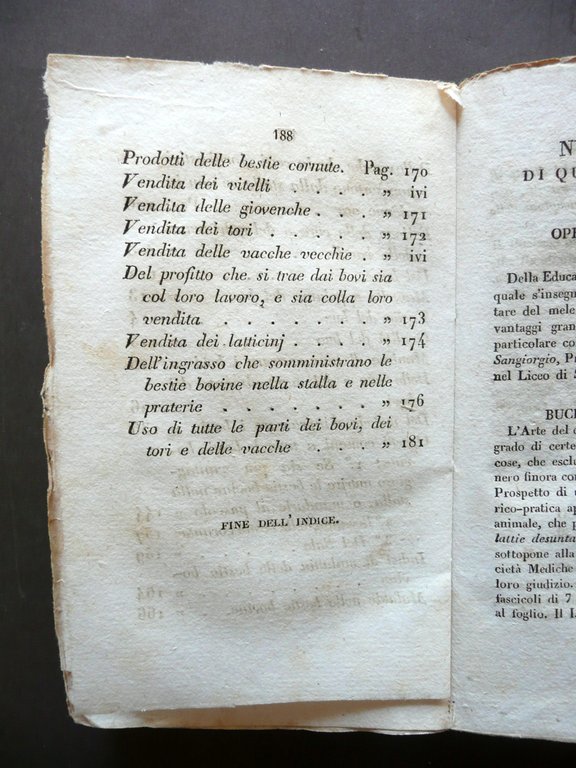 188
Prodotti delle bestie cornute. Pag. 170
Vendita dei vitelli . . . . „ ivi
Vendita delle giovenche . . . „ 171
Vendita dei tori . . . . . „ 172
Vendita delle vacche vecchie . „ ivi
Del profitto che si trae dai bovi sia
col loro lavoro, e sia colla loro
vendita . . . . . . . „ 173
Vendita dei latticinj . . . . „ 174
Dell'ingrasso che somministrano le
bestie bovine nella stalla e nelle
praterie . . . . . . . „ 176
Uso di tutte le parti dei bovi, dei
tori e delle vacche . . . . „ 181
FINE DELL'INDICE.
DI QU
OPE
Della Educa
quale s'insegn
tare del mele
vantaggi gran
particolare co
Sangiorgio, Pr
nel Liceo di S
BUC
L'Arte del c
grado di certe
cose, che esclu
nero finora con
Prospetto di
rico-pratica ap
animale, che p
lattie desunta
sottopone alla
cietà Mediche
loro giudizio.
fascicoli di 7
al foglio. Il I.